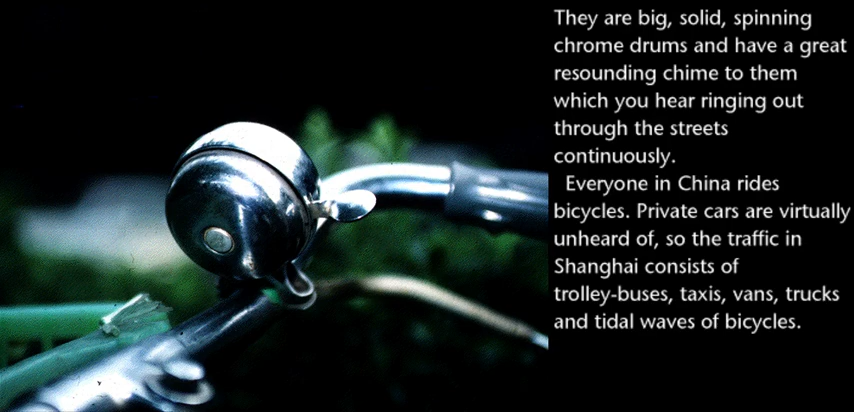 They are big, solid, spinning
chrome drums and have a great
resounding chime to them
which you hear ringing out
through the streets
continuously.
Everyone in China rides
bicycles. Private cars are virtually
unheard of, so the traffic in
Shanghai consists of
trolley-buses, taxis, vans, trucks
and tidal waves of bicycles.